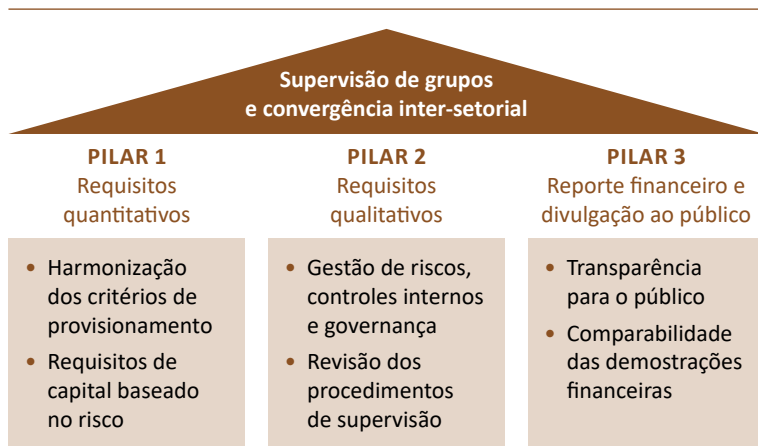 Supervisão de grupos
e convergência inter-setorial
PILAR 1
Requisitos
quantitativos
• Harmonização
dos critérios de
provisionamento
• Requisitos de
capital baseado
no risco
PILAR 2
Requisitos
qualitativos
• Gestão de riscos,
controles internos
e governança
• Revisão dos
procedimentos
de supervisão
PILAR 3
Reporte financeiro e
divulgação ao público
• Transparência
para o público
• Comparabilidade
das demostrações
financeiras